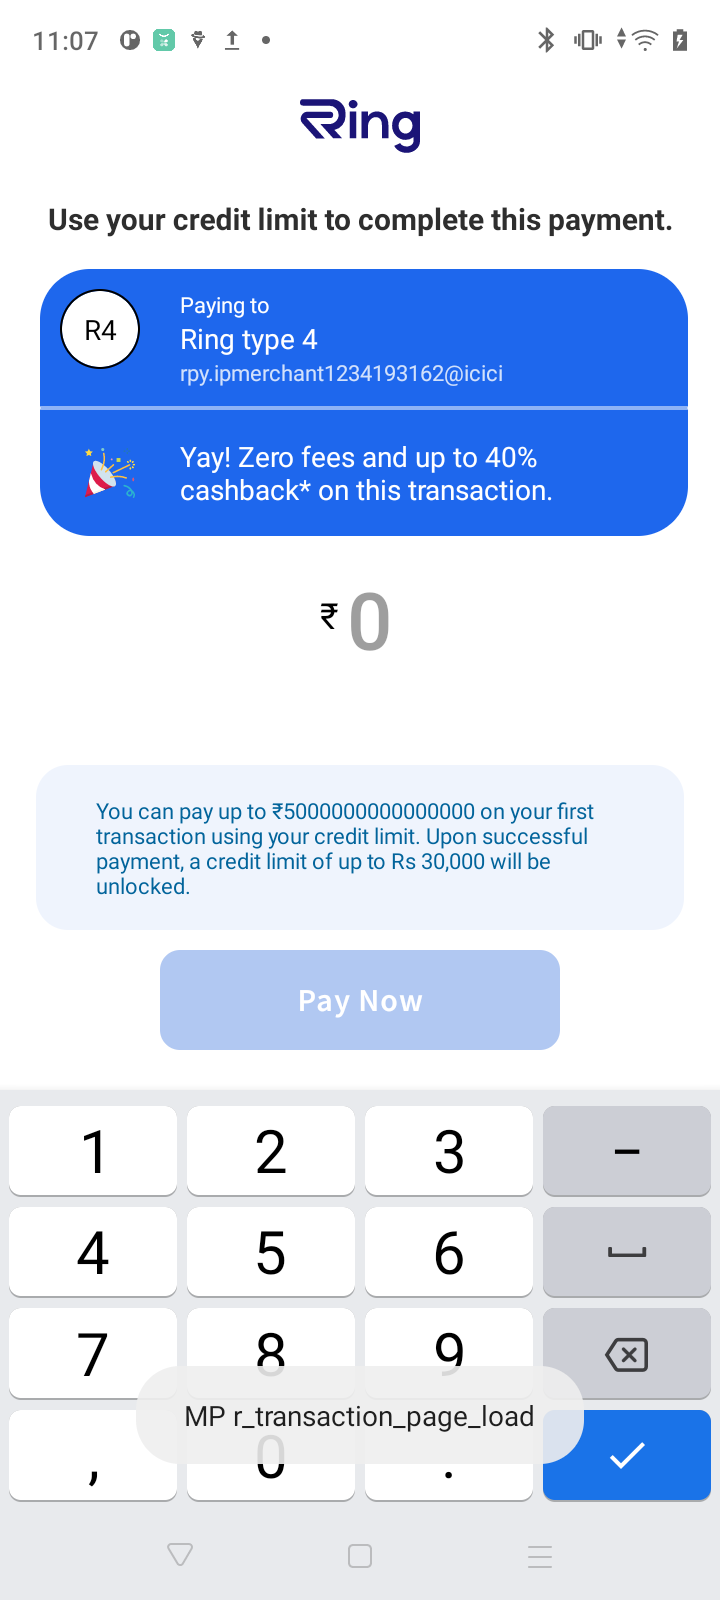 11:07
Ring
Use your credit limit to complete this payment.
R4
Paying to
Ring type 4
rpy.ipmerchant1234193162@icici
Yay! Zero fees and up to 40%
cashback* on this transaction.
₹ 0
You can pay up to ₹5000000000000000 on your first
transaction using your credit limit. Upon successful
payment, a credit limit of up to Rs 30,000 will be
unlocked.
Pay Now
1 2 3 –
4 5 6
7 8 9
MP r_transaction_page_load
, 0 .